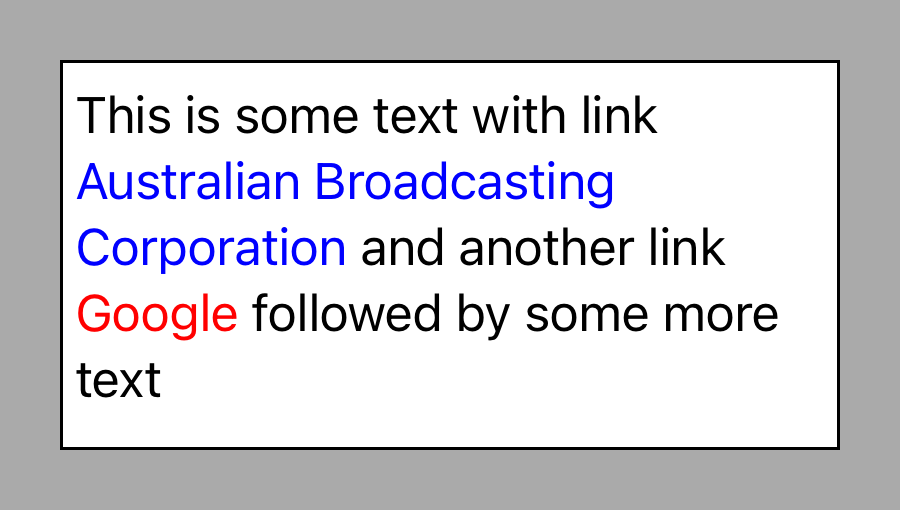 This is some text with link
Australian Broadcasting
Corporation and another link
Google followed by some more
text